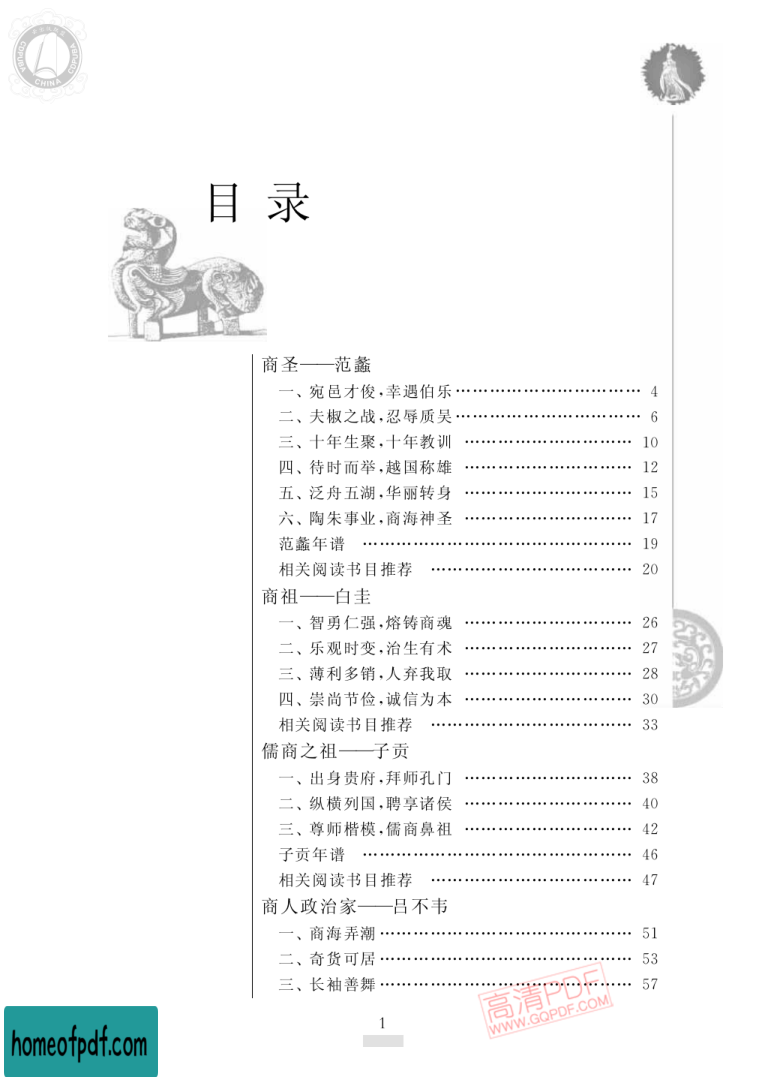 COPUBA
CHINA
COPUBA
目录
商圣——范蠡
一、宛邑才俊,幸遇伯乐…………………………… 4
二、夫椒之战,忍辱质吴…………………………… 6
三、十年生聚,十年教训 ………………………… 10
四、待时而举,越国称雄 ………………………… 12
五、泛舟五湖,华丽转身 ………………………… 15
六、陶朱事业,商海神圣 ………………………… 17
范蠡年谱 ………………………………………… 19
相关阅读书目推荐 ……………………………… 20
商祖——白圭
一、智勇仁强,熔铸商魂 ………………………… 26
二、乐观时变,治生有术 ………………………… 27
三、薄利多销,人弃我取 ………………………… 28
四、崇尚节俭,诚信为本 ………………………… 30
相关阅读书目推荐 ……………………………… 33
儒商之祖——子贡
一、出身贵府,拜师孔门 ………………………… 38
二、纵横列国,聘享诸侯 ………………………… 40
三、尊师楷模,儒商鼻祖 ………………………… 42
子贡年谱 ………………………………………… 46
相关阅读书目推荐 ……………………………… 47
商人政治家——吕不韦
一、商海弄潮……………………………………… 51
二、奇货可居……………………………………… 53
三、长袖善舞……………………………………… 57
高清PDF
WWW.GQPDF.COM
1
homeofpdf.com